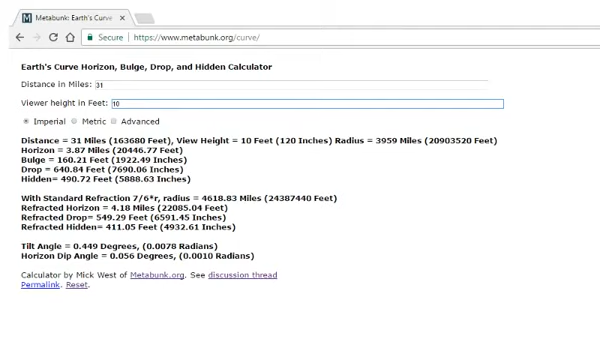 Metabunk: Earth's Curve
Secure https://www.metabunk.org/curve/
Earth's Curve Horizon, Bulge, Drop, and Hidden Calculator
Distance in Miles: 31
Viewer height in Feet: 10
Imperial Metric Advanced
Distance = 31 Miles (163680 Feet), View Height = 10 Feet (120 Inches) Radius = 3959 Miles (20903520 Feet)
Horizon = 3.87 Miles (20446.77 Feet)
Bulge = 160.21 Feet (1922.49 Inches)
Drop = 640.84 Feet (7690.06 Inches)
Hidden= 490.72 Feet (5888.63 Inches)
With Standard Refraction 7/6*r, radius = 4618.83 Miles (24387440 Feet)
Refracted Horizon = 4.18 Miles (22085.04 Feet)
Refracted Drop= 549.29 Feet (6591.45 Inches)
Refracted Hidden= 411.05 Feet (4932.61 Inches)
Tilt Angle = 0.449 Degrees, (0.0078 Radians)
Horizon Dip Angle = 0.056 Degrees, (0.0010 Radians)
Calculator by Mick West of Metabunk.org. See discussion thread
Permalink. Reset.